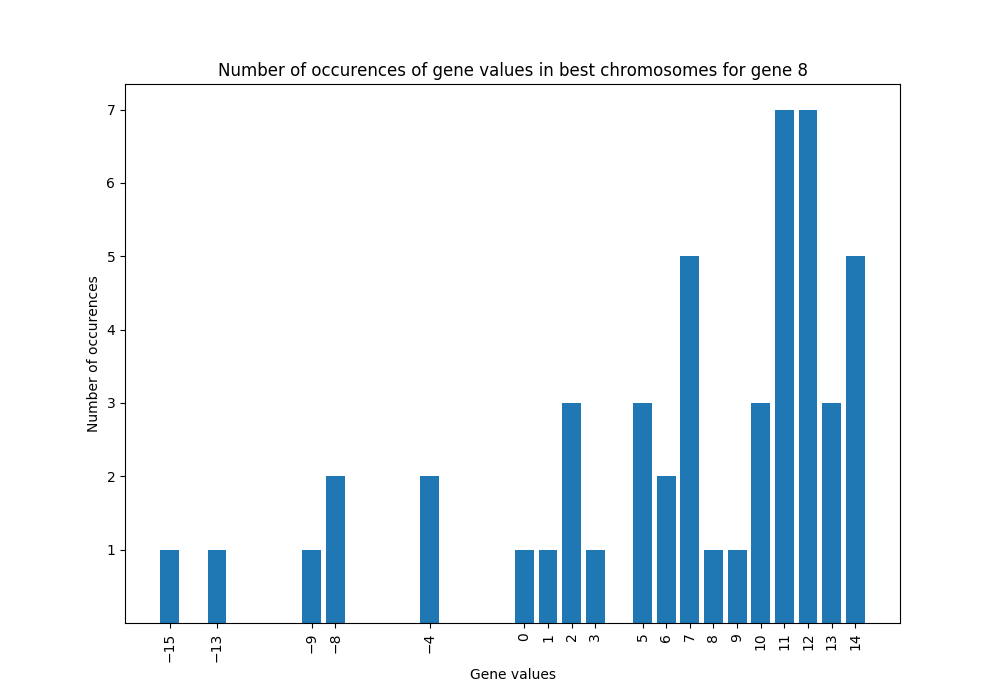 Number of occurences of gene values in best chromosomes for gene 8
7
6
5
4
3
2
1
Number of occurences
−15 −13 −9 −8 −4 0 1 2 3 5 6 7 8 9 10 11 12 13 14
Gene values